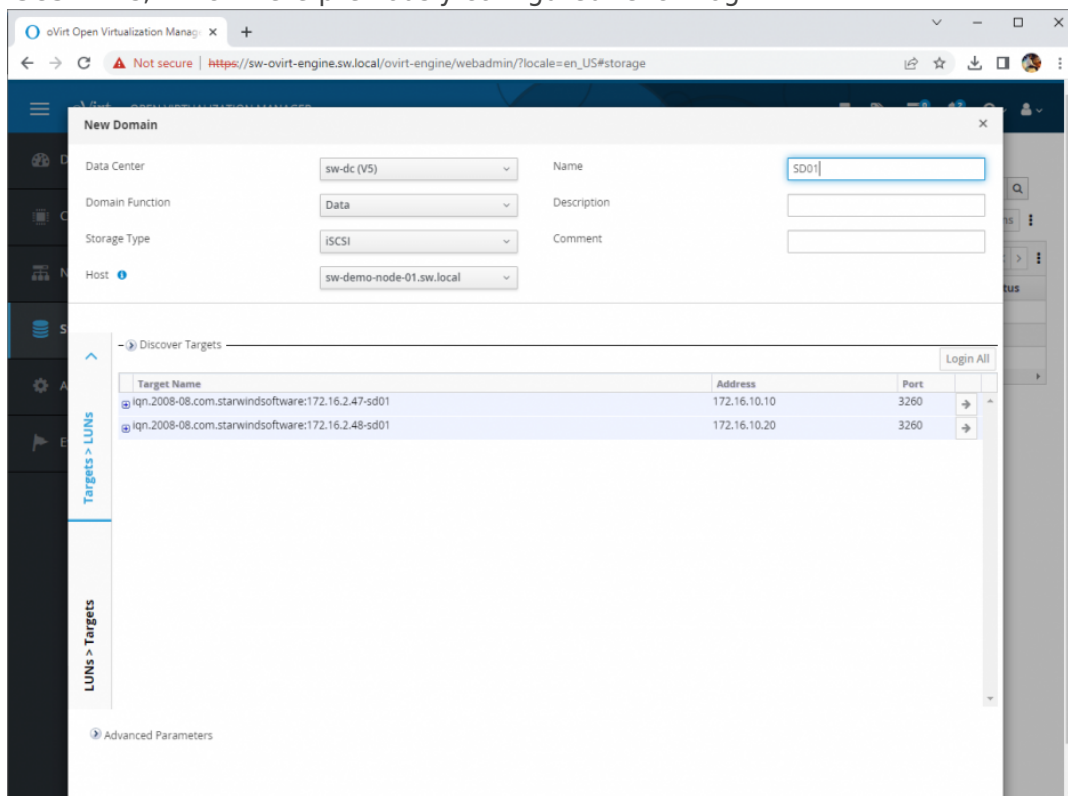 oVirt Open Virtualization Manag
Not secure | https://sw-ovirt-engine.sw.local/ovirt-engine/webadmin/?locale=en_US#storage
New Domain
Data Center
sw-dc (V5)
Name
SD01
Domain Function
Data
Description
Storage Type
iSCSI
Comment
Host
sw-demo-node-01.sw.local
tus
Discover Targets
Login All
Target Name Address Port
iqn.2008-08.com.starwindsoftware:172.16.2.47-sd01 172.16.10.10 3260
iqn.2008-08.com.starwindsoftware:172.16.2.48-sd01 172.16.10.20 3260
Targets > LUNs
LUNs > Targets
Advanced Parameters